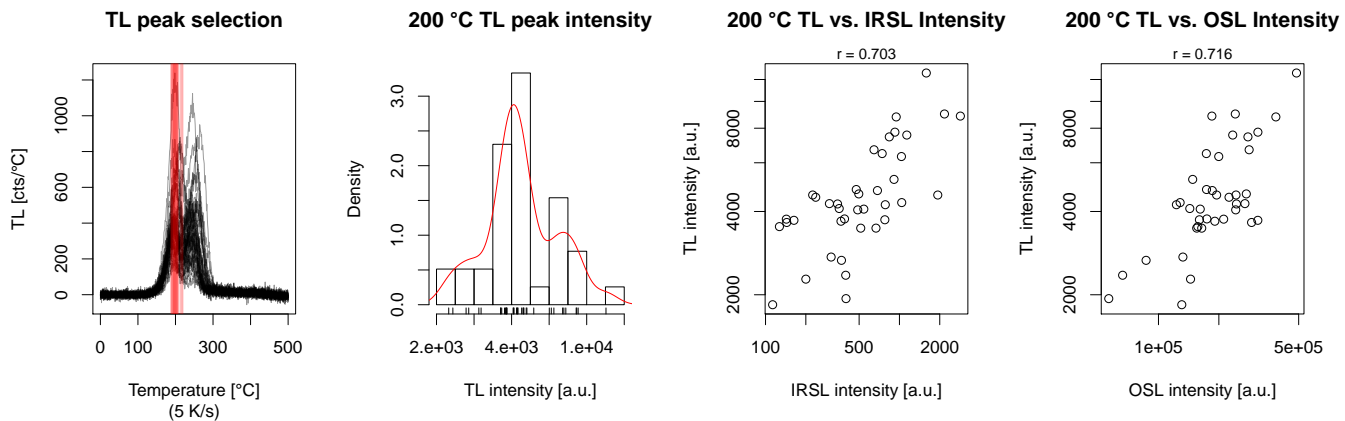 TL peak selection
TL [cts/°C]
1000
600
200
0
0
100
300
500
Temperature [°C]
(5 K/s)
200 °C TL peak intensity
Density
3.0
2.0
1.0
0.0
2.e+03
4.e+03
1.e+04
TL intensity [a.u.]
200 °C TL vs. IRSL Intensity
r = 0.703
TL intensity [a.u.]
8000
4000
2000
100
500
2000
IRSL intensity [a.u.]
200 °C TL vs. OSL Intensity
r = 0.716
TL intensity [a.u.]
8000
4000
2000
1e+05
5e+05
OSL intensity [a.u.]